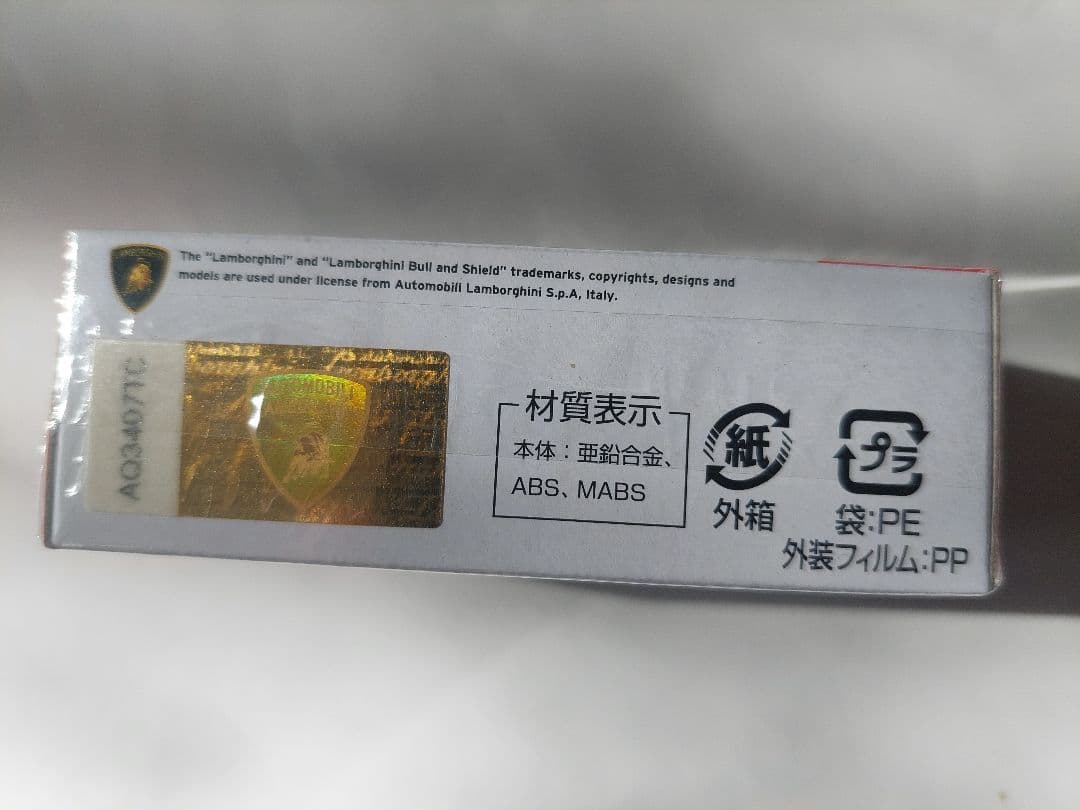 LAMBORGHINI
The "Lamborghini" and "Lamborghini Bull and Shield" trademarks, copyrights, designs and
models are used under license from Automobili Lamborghini S.p.A, Italy.
AQ34071TC
材質表示
本体：亜鉛合金、
ABS、MABS
紙
外箱
プラ
袋：PE
外装フィルム：PP